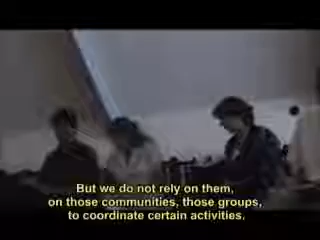 But we do not rely on them,
on those communities, those groups,
to coordinate certain activities.